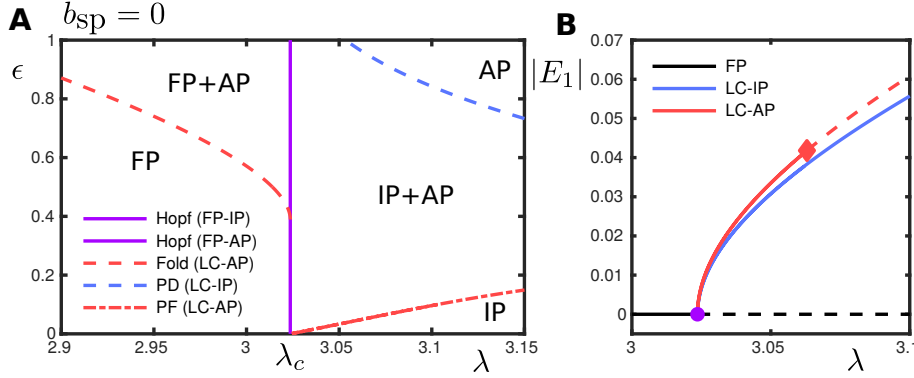 A b_sp = 0
1
0.8
0.6
0.4
0.2
0
ϵ
FP+AP
AP
FP
IP+AP
IP
Hopf (FP-IP)
Hopf (FP-AP)
Fold (LC-AP)
PD (LC-IP)
PF (LC-AP)
2.9 2.95 3 3.05 3.1 3.15
λ_c λ
B
|E_1|
0.07
0.06
0.05
0.04
0.03
0.02
0.01
0
FP
LC-IP
LC-AP
3 3.05 3.1
λ